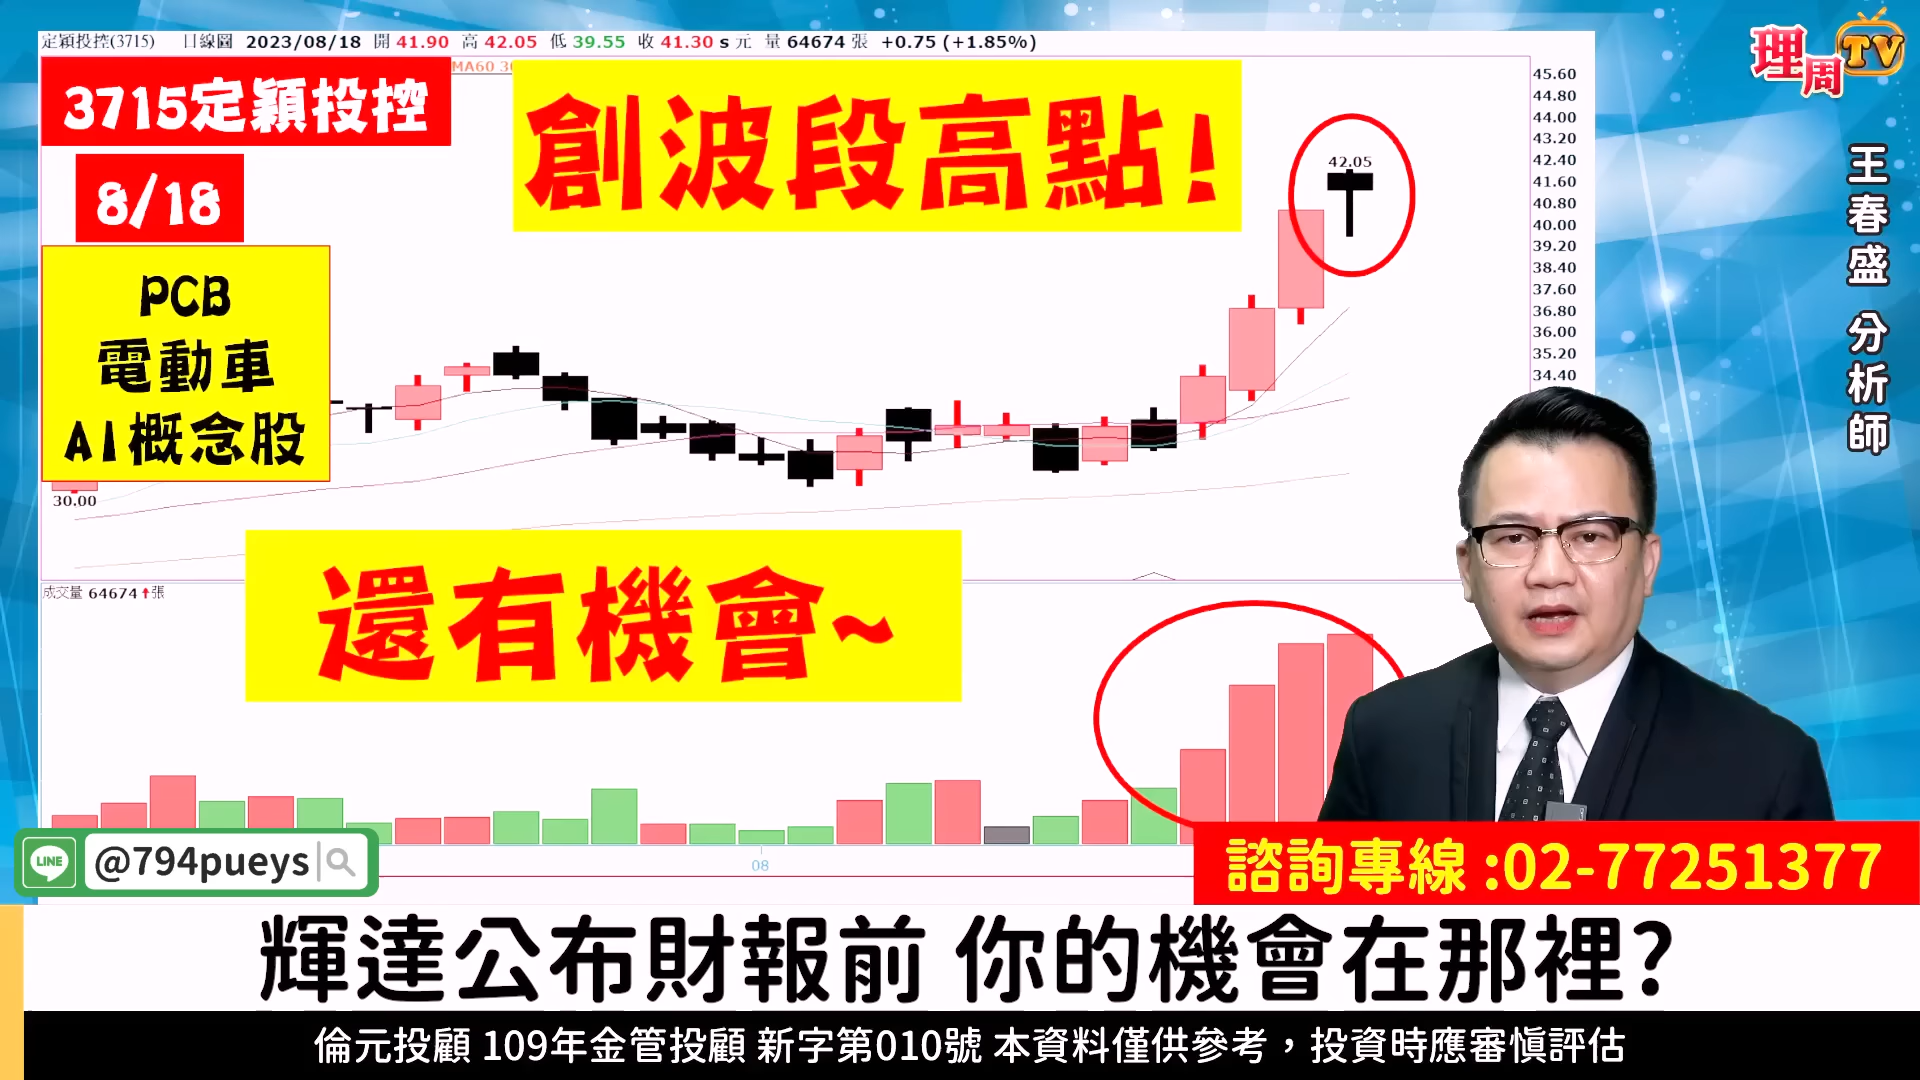 定穎投控(3715) 日線圖 2023/08/18 開 41.90 高 42.05 低 39.55 收 41.30 s 元 量 64674 張 +0.75 (+1.85%)
理周TV
MA60
3715定穎投控
8/18
PCB
電動車
AI概念股
創波段高點!
42.05
45.60
44.80
44.00
43.20
42.40
41.60
40.80
40.00
39.20
38.40
37.60
36.80
36.00
35.20
34.40
王春盛 分析師
30.00
還有機會~
成交量 64674↑張
08
LINE @794pueys
諮詢專線 :02-77251377
輝達公布財報前 你的機會在那裡?
倫元投顧 109年金管投顧 新字第010號 本資料僅供參考，投資時應審慎評估